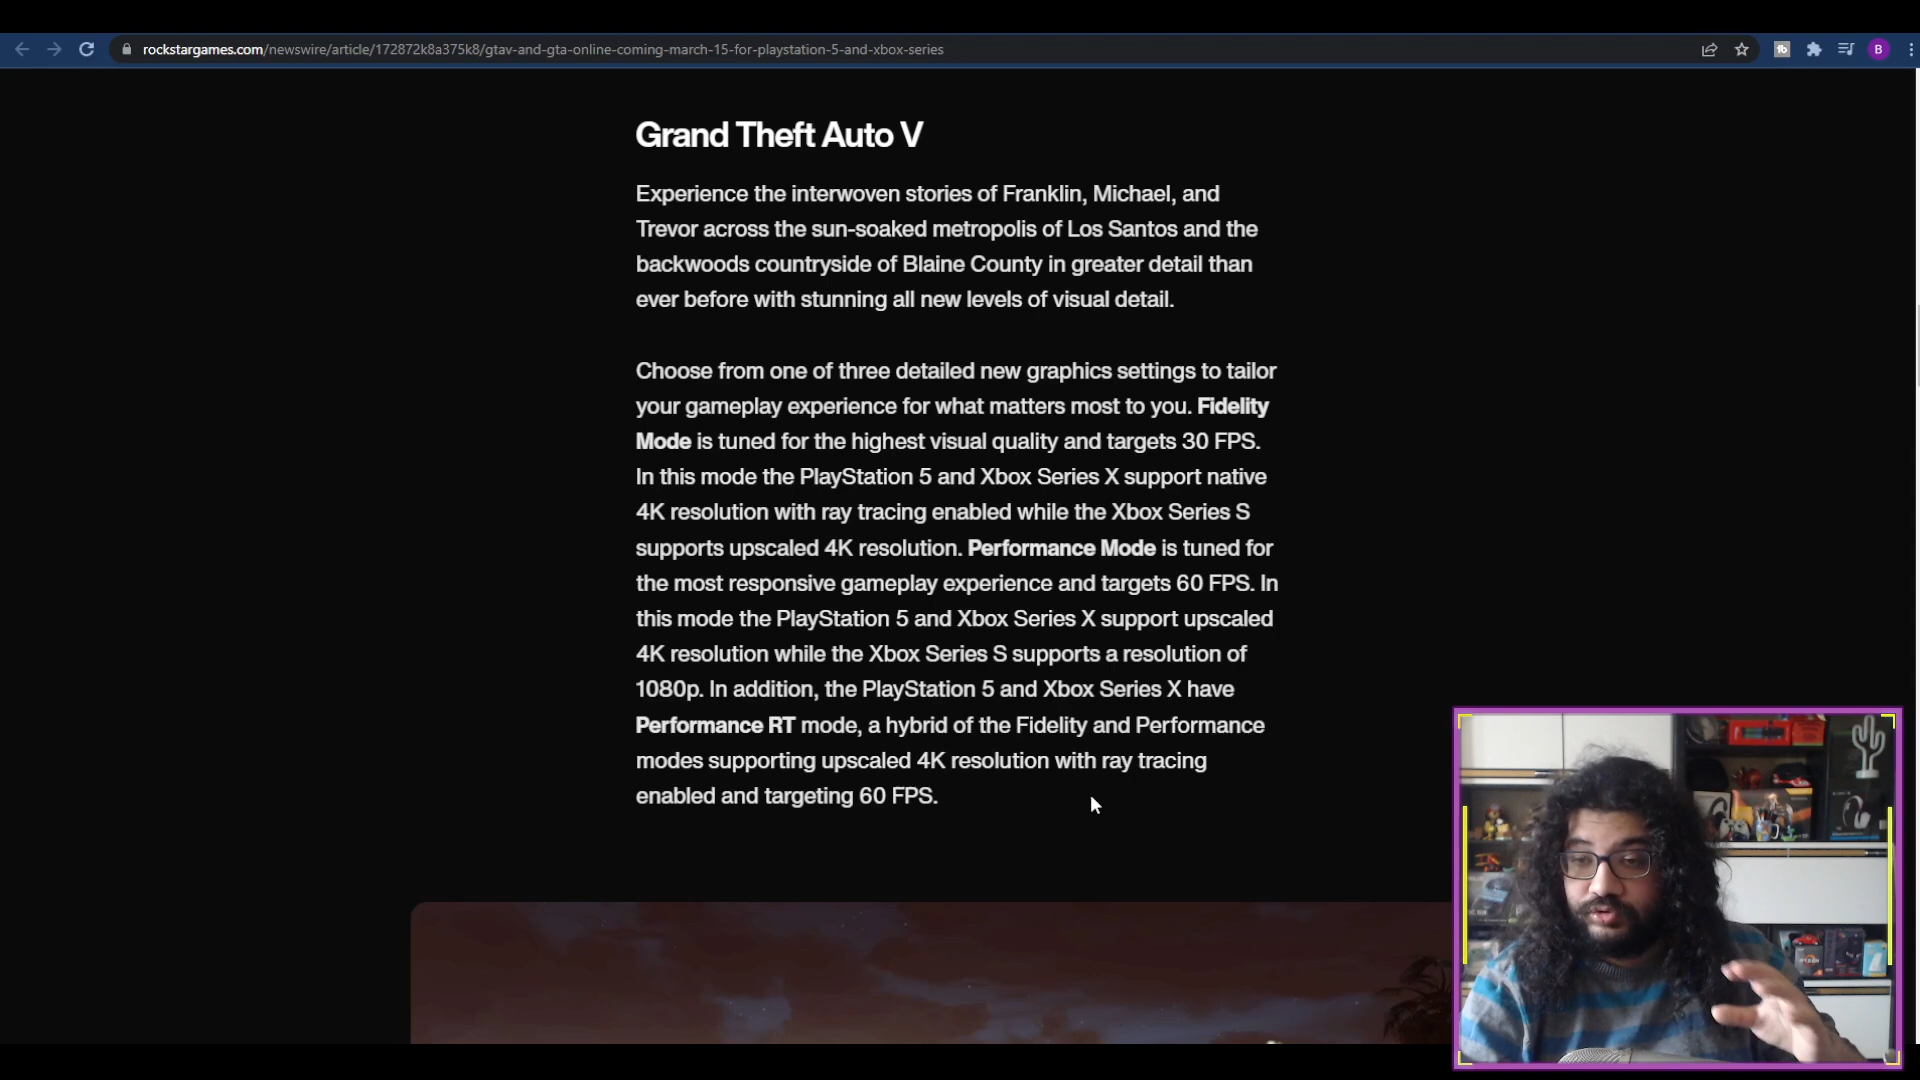 rockstargames.com/newswire/article/172872k8a375k8/gtav-and-gta-online-coming-march-15-for-playstation-5-and-xbox-series
B
Grand Theft Auto V
Experience the interwoven stories of Franklin, Michael, and
Trevor across the sun-soaked metropolis of Los Santos and the
backwoods countryside of Blaine County in greater detail than
ever before with stunning all new levels of visual detail.
Choose from one of three detailed new graphics settings to tailor
your gameplay experience for what matters most to you. Fidelity
Mode is tuned for the highest visual quality and targets 30 FPS.
In this mode the PlayStation 5 and Xbox Series X support native
4K resolution with ray tracing enabled while the Xbox Series S
supports upscaled 4K resolution. Performance Mode is tuned for
the most responsive gameplay experience and targets 60 FPS. In
this mode the PlayStation 5 and Xbox Series X support upscaled
4K resolution while the Xbox Series S supports a resolution of
1080p. In addition, the PlayStation 5 and Xbox Series X have
Performance RT mode, a hybrid of the Fidelity and Performance
modes supporting upscaled 4K resolution with ray tracing
enabled and targeting 60 FPS.